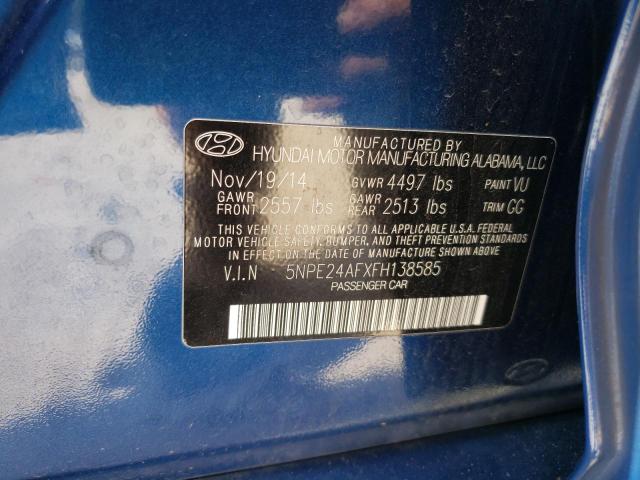 MANUFACTURED BY
HYUNDAI MOTOR MANUFACTURING ALABAMA, LLC
Nov/19/14 GVWR 4497 lbs PAINT VU
GAWR FRONT 2557 lbs GAWR REAR 2513 lbs TRIM GG
THIS VEHICLE CONFORMS TO ALL APPLICABLE U.S.A. FEDERAL
MOTOR VEHICLE SAFETY, BUMPER, AND THEFT PREVENTION
STANDARDS IN EFFECT ON THE DATE OF MANUFACTURE SHOWN ABOVE.
V.I.N 5NPE24AFXFH138585
PASSENGER CAR